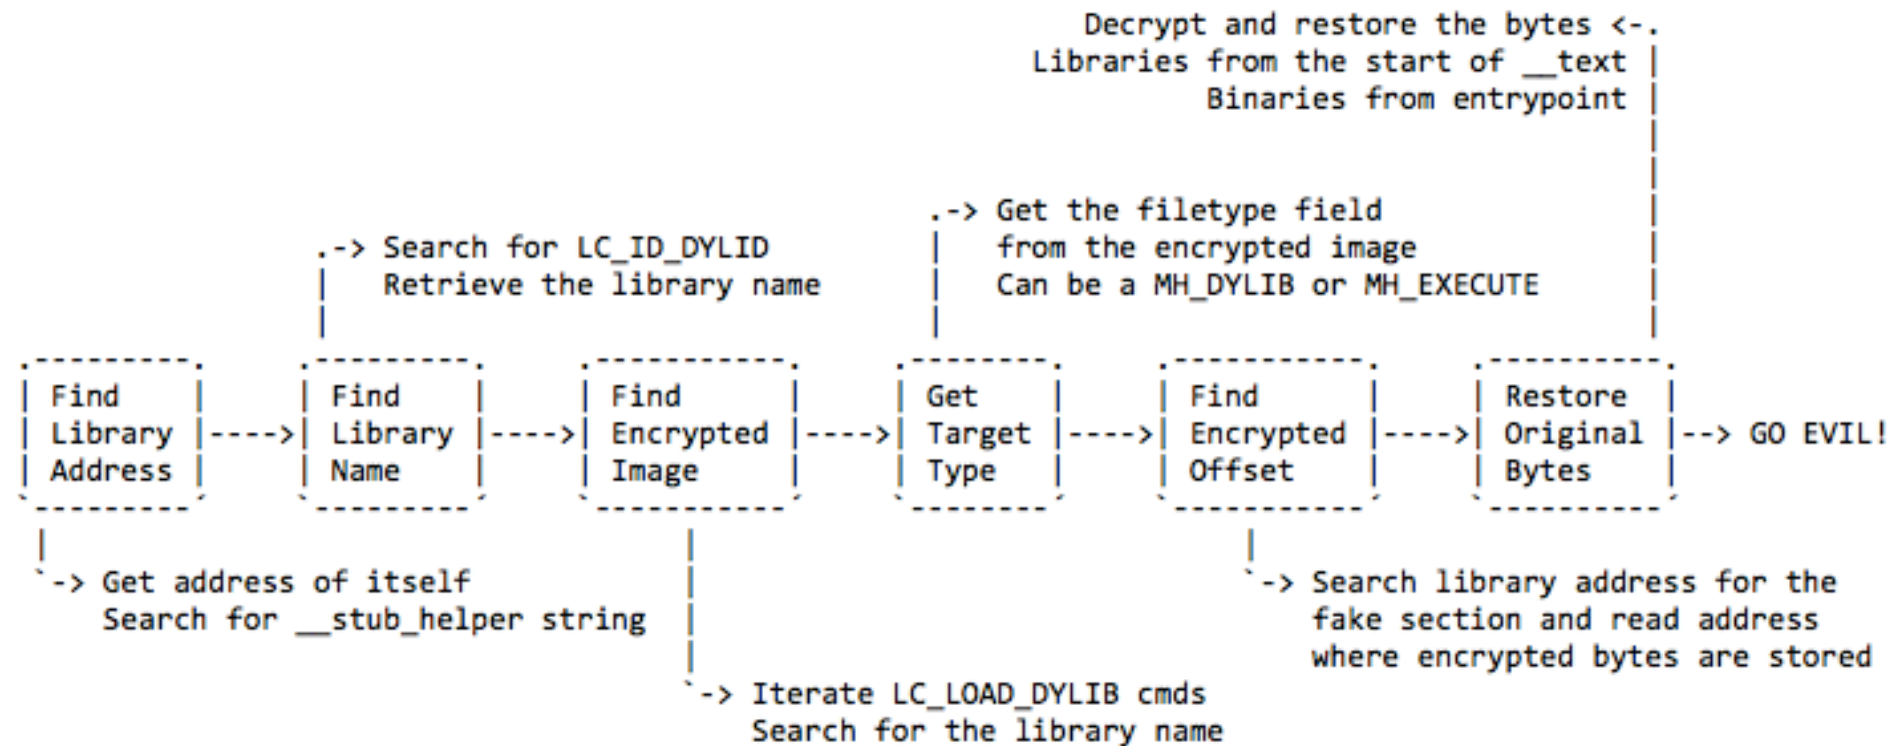 Decrypt and restore the bytes <-.
Libraries from the start of __text |
Binaries from entrypoint |
.-> Get the filetype field
from the encrypted image
Can be a MH_DYLIB or MH_EXECUTE
.-> Search for LC_ID_DYLID
Retrieve the library name
Find
Library
Address
---->
Find
Library
Name
---->
Find
Encrypted
Image
---->
Get
Target
Type
---->
Find
Encrypted
Offset
---->
Restore
Original
Bytes
--> GO EVIL!
`-> Get address of itself
Search for __stub_helper string
`-> Iterate LC_LOAD_DYLIB cmds
Search for the library name
`-> Search library address for the
fake section and read address
where encrypted bytes are stored